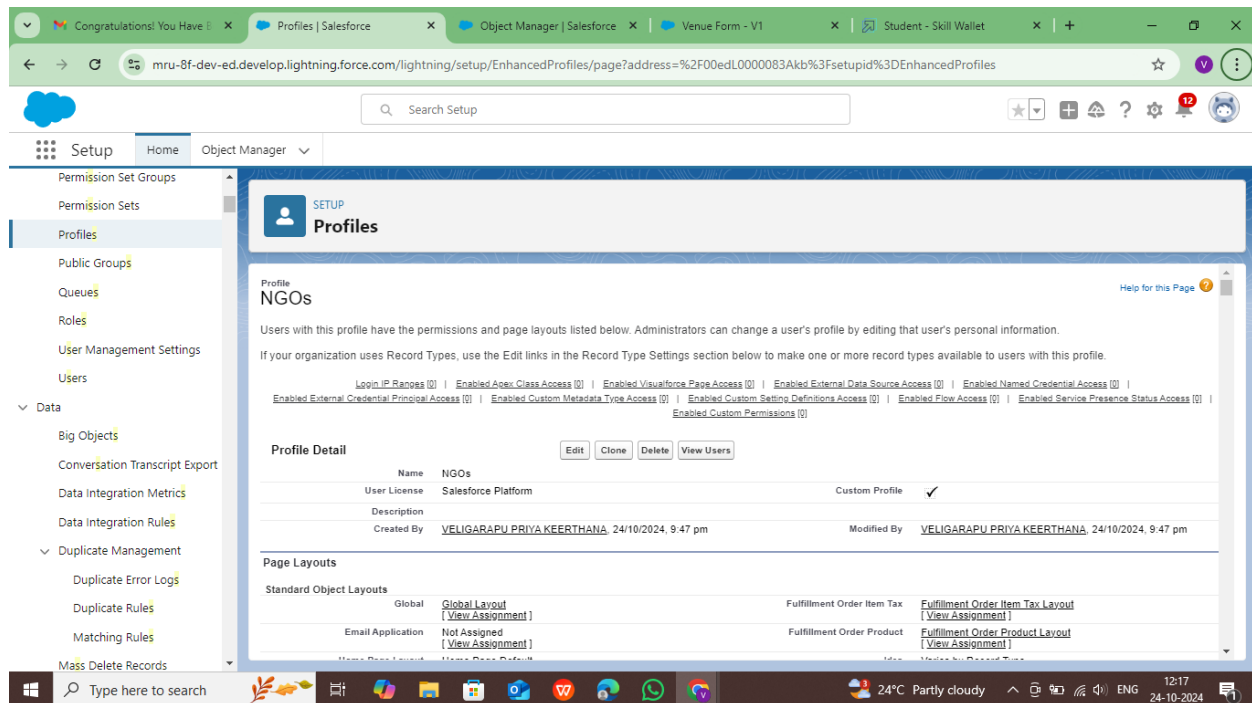 Congratulations! You Have B
Profiles | Salesforce
Object Manager | Salesforce
Venue Form - V1
Student - Skill Wallet
mru-8f-dev-ed.develop.lightning.force.com/lightning/setup/EnhancedProfiles/page?address=%2F00edL0000083Akb%3Fsetupid%3DEnhancedProfiles
V
Search Setup
12
Setup
Home
Object Manager
Permission Set Groups
Permission Sets
Profiles
Public Groups
Queues
Roles
User Management Settings
Users
Data
Big Objects
Conversation Transcript Export
Data Integration Metrics
Data Integration Rules
Duplicate Management
Duplicate Error Logs
Duplicate Rules
Matching Rules
Mass Delete Records
SETUP
Profiles
Profile
NGOs
Help for this Page
Users with this profile have the permissions and page layouts listed below. Administrators can change a user's profile by editing that user's personal information.
If your organization uses Record Types, use the Edit links in the Record Type Settings section below to make one or more record types available to users with this profile.
Login IP Ranges [0] | Enabled Apex Class Access [0] | Enabled Visualforce Page Access [0] | Enabled External Data Source Access [0] | Enabled Named Credential Access [0] |
Enabled External Credential Principal Access [0] | Enabled Custom Metadata Type Access [0] | Enabled Custom Setting Definitions Access [0] | Enabled Flow Access [0] | Enabled Service Presence Status Access [0] |
Enabled Custom Permissions [0]
Profile Detail
Edit Clone Delete View Users
Name NGOs
User License Salesforce Platform Custom Profile
Description
Created By VELIGARAPU PRIYA KEERTHANA, 24/10/2024, 9:47 pm Modified By VELIGARAPU PRIYA KEERTHANA, 24/10/2024, 9:47 pm
Page Layouts
Standard Object Layouts
Global Global Layout Fulfillment Order Item Tax Fulfillment Order Item Tax Layout
[ View Assignment ] [ View Assignment ]
Email Application Not Assigned Fulfillment Order Product Fulfillment Order Product Layout
[ View Assignment ] [ View Assignment ]
Home Page Layout Home Page Default Idea Varies by Record Type
Type here to search
24°C Partly cloudy
ENG
12:17
24-10-2024